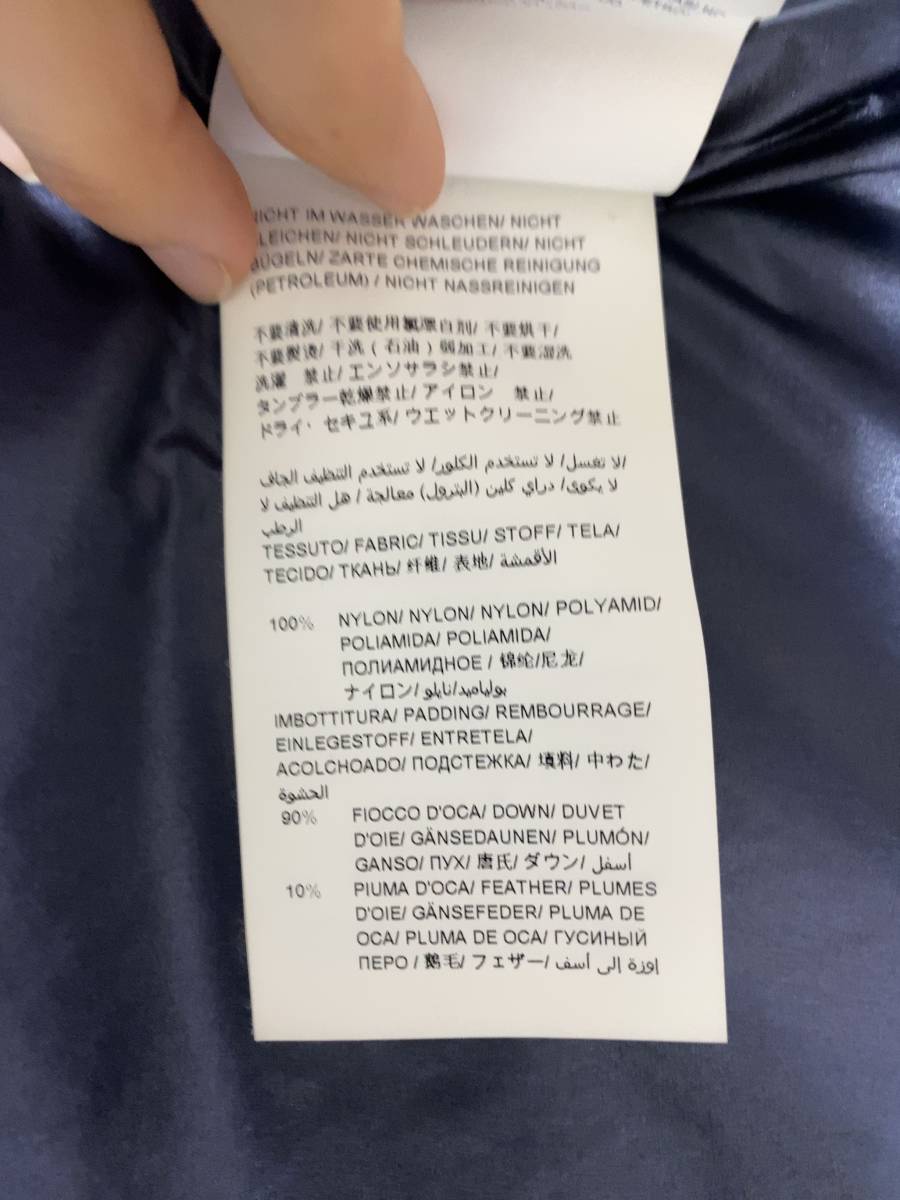 NICHT IM WASSER WASCHEN/ NICHT
BLEICHEN/ NICHT SCHLEUDERN/ NICHT
BÜGELN/ ZARTE CHEMISCHE REINIGUNG
(PETROLEUM) / NICHT NASSREINIGEN
不要清洗/ 不要使用氯漂白剂/ 不要烘干/
不要熨烫/ 干洗 ( 石油 ) 弱加工/ 不要湿洗
洗濯 禁止/ エンソサラシ禁止/
タンブラー乾燥禁止/ アイロン 禁止/
ドライ・ セキユ系/ ウエットクリーニング禁止
لا تغسل/ لا تستخدم الكلور/ لا تستخدم التنظيف الجاف/
لا يكوى/ دراي كلين (البترول) معالجة / هل التنظيف لا
الرطب
TESSUTO/ FABRIC/ TISSU/ STOFF/ TELA/
TECIDO/ ТКАНЬ/ 纤维/ 表地/ الأقمشة
100% NYLON/ NYLON/ NYLON/ POLYAMID/
POLIAMIDA/ POLIAMIDA/
ПОЛИАМИДНОЕ / 锦纶/尼龙/
ナイロン/ بولياميد/نايلو
IMBOTTITURA/ PADDING/ REMBOURRAGE/
EINLEGESTOFF/ ENTRETELA/
ACOLCHOADO/ ПОДСТЕЖКА/ 填料/ 中わた/
الحشوة
90% FIOCCO D'OCA/ DOWN/ DUVET
D'OIE/ GÄNSEDAUNEN/ PLUMÓN/
GANSO/ ПУХ/ 唐氏/ ダウン/ أسفل
10% PIUMA D'OCA/ FEATHER/ PLUMES
D'OIE/ GÄNSEFEDER/ PLUMA DE
OCA/ PLUMA DE OCA/ ГУСИНЫЙ
ПЕРО / 鹅毛/ フェザー/ إوزة إلى أسف